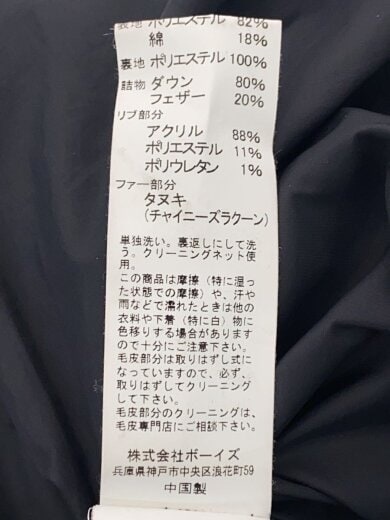 表地 ポリエステル 82%
綿 18%
裏地 ポリエステル 100%
詰物 ダウン 80%
フェザー 20%
リブ部分
アクリル 88%
ポリエステル 11%
ポリウレタン 1%
ファー部分
タヌキ
(チャイニーズラクーン)
単独洗い。裏返しにして洗
う。クリーニングネット使
用。
この商品は摩擦(特に湿っ
た状態での摩擦)や、汗や
雨などで濡れたときは他の
衣料や下着(特に白)物に
色移りする場合があります
ので十分にご注意下さい。
毛皮部分は取りはずし式に
なっていますので、必ず、
取りはずしてクリーニング
して下さい。
毛皮部分のクリーニングは、
毛皮専門店にご相談下さい。
株式会社ボーイズ
兵庫県神戸市中央区浪花町59
中国製